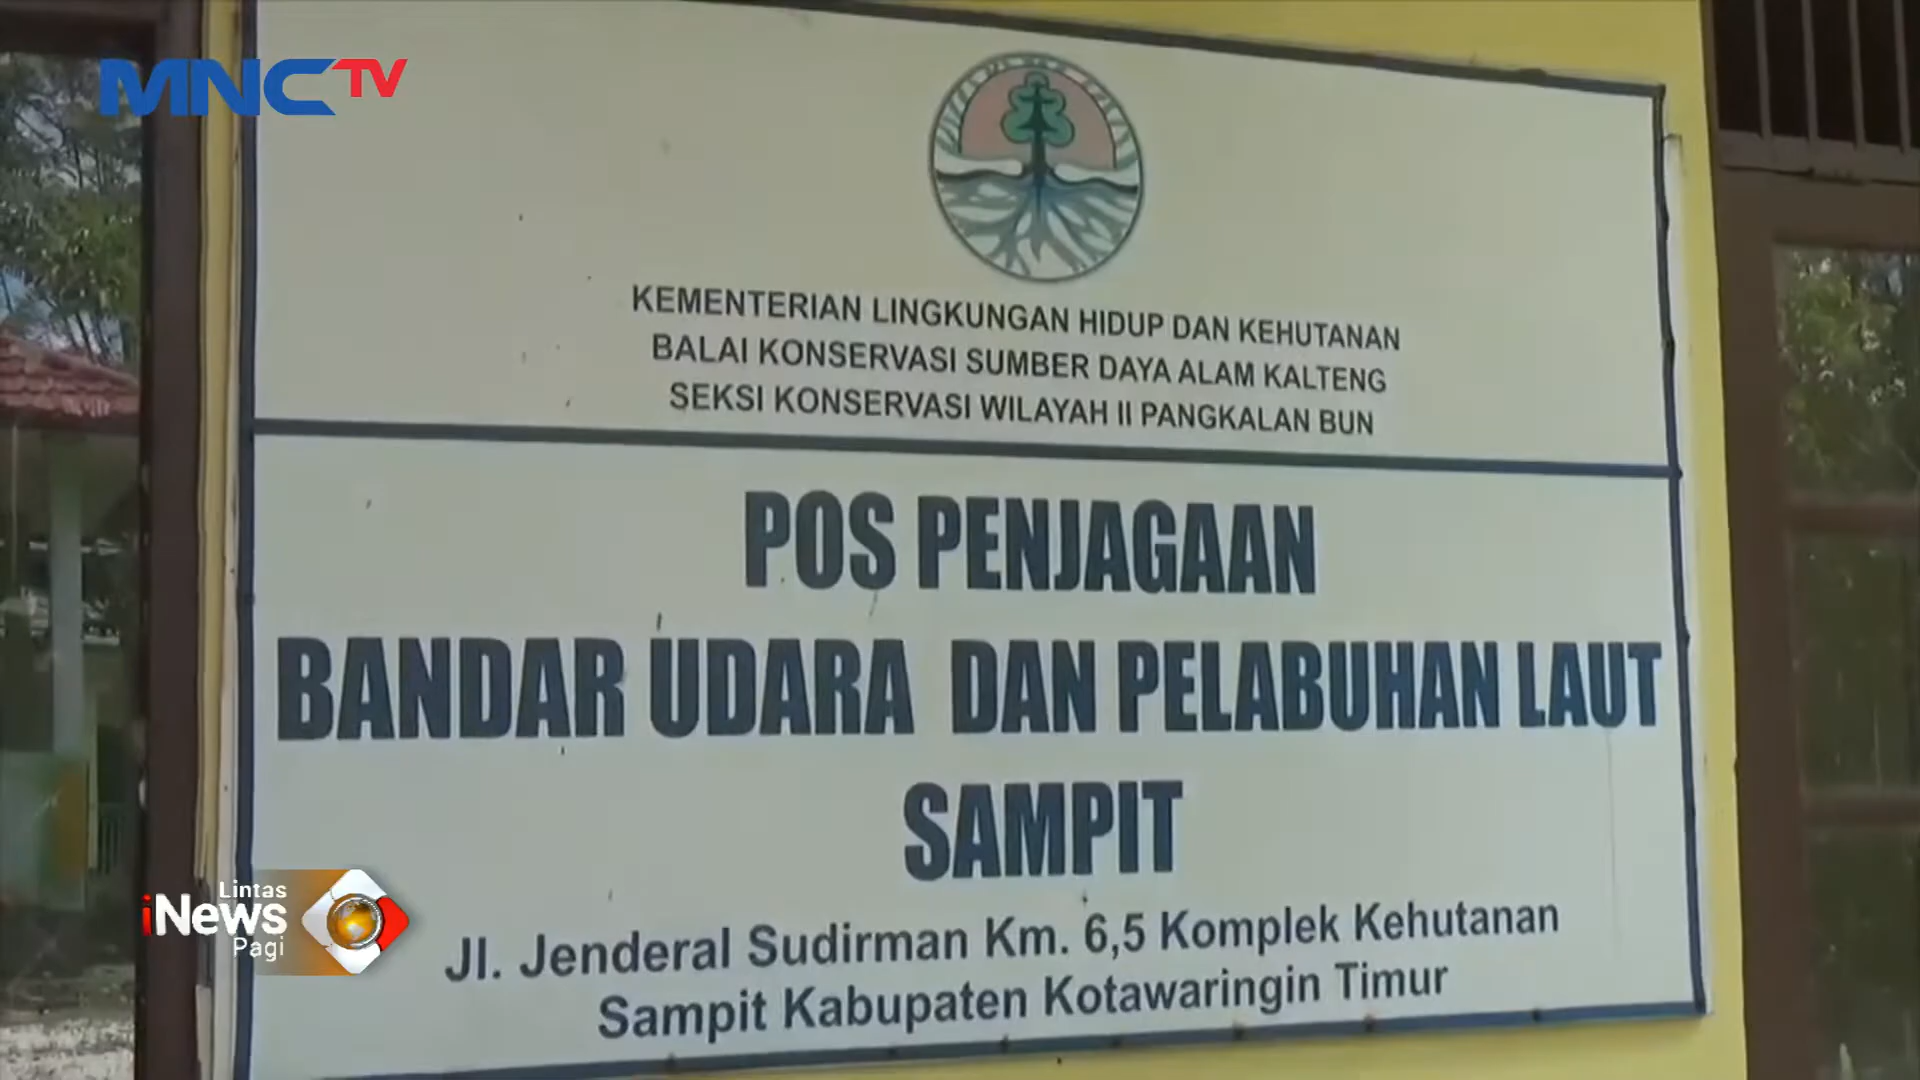 MNCTV
KEMENTERIAN LINGKUNGAN HIDUP DAN KEHUTANAN
BALAI KONSERVASI SUMBER DAYA ALAM KALTENG
SEKSI KONSERVASI WILAYAH II PANGKALAN BUN
POS PENJAGAAN
BANDAR UDARA DAN PELABUHAN LAUT
SAMPIT
Jl. Jenderal Sudirman Km. 6,5 Komplek Kehutanan
Sampit Kabupaten Kotawaringin Timur
Lintas
iNews
Pagi